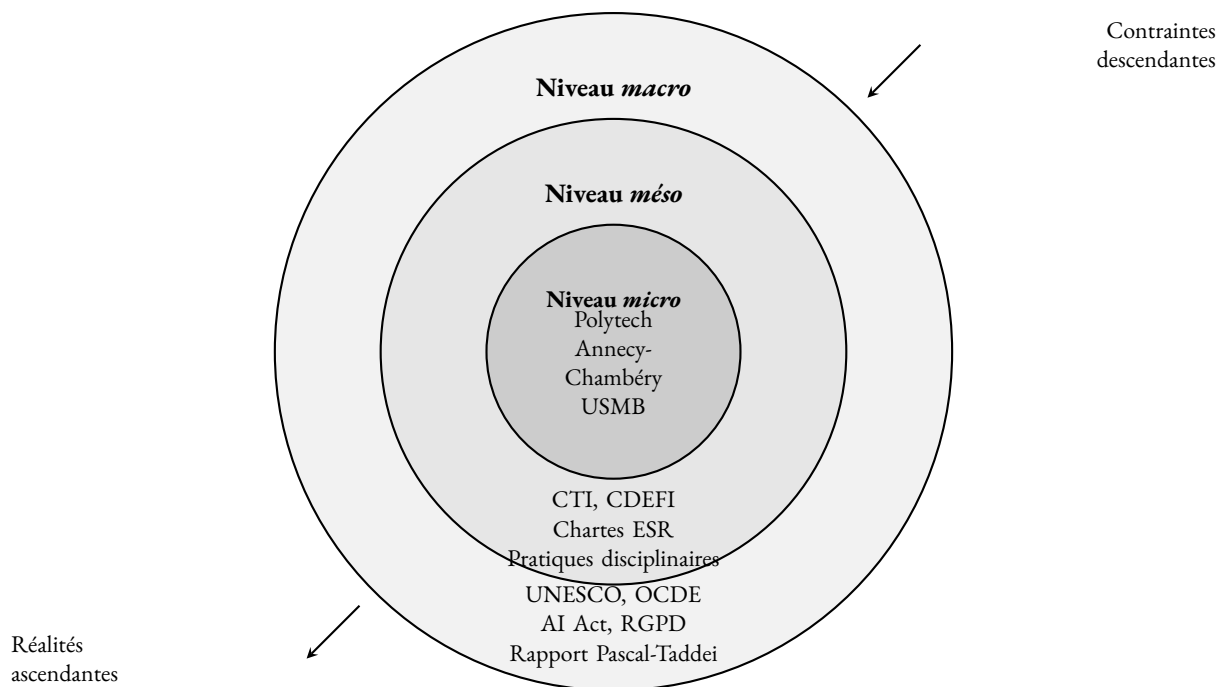 Contraintes
descendantes
Niveau macro
Niveau méso
Niveau micro
Polytech
Annecy-
Chambéry
USMB
CTI, CDEFI
Chartes ESR
Pratiques disciplinaires
UNESCO, OCDE
AI Act, RGPD
Rapport Pascal-Taddei
Réalités
ascendantes